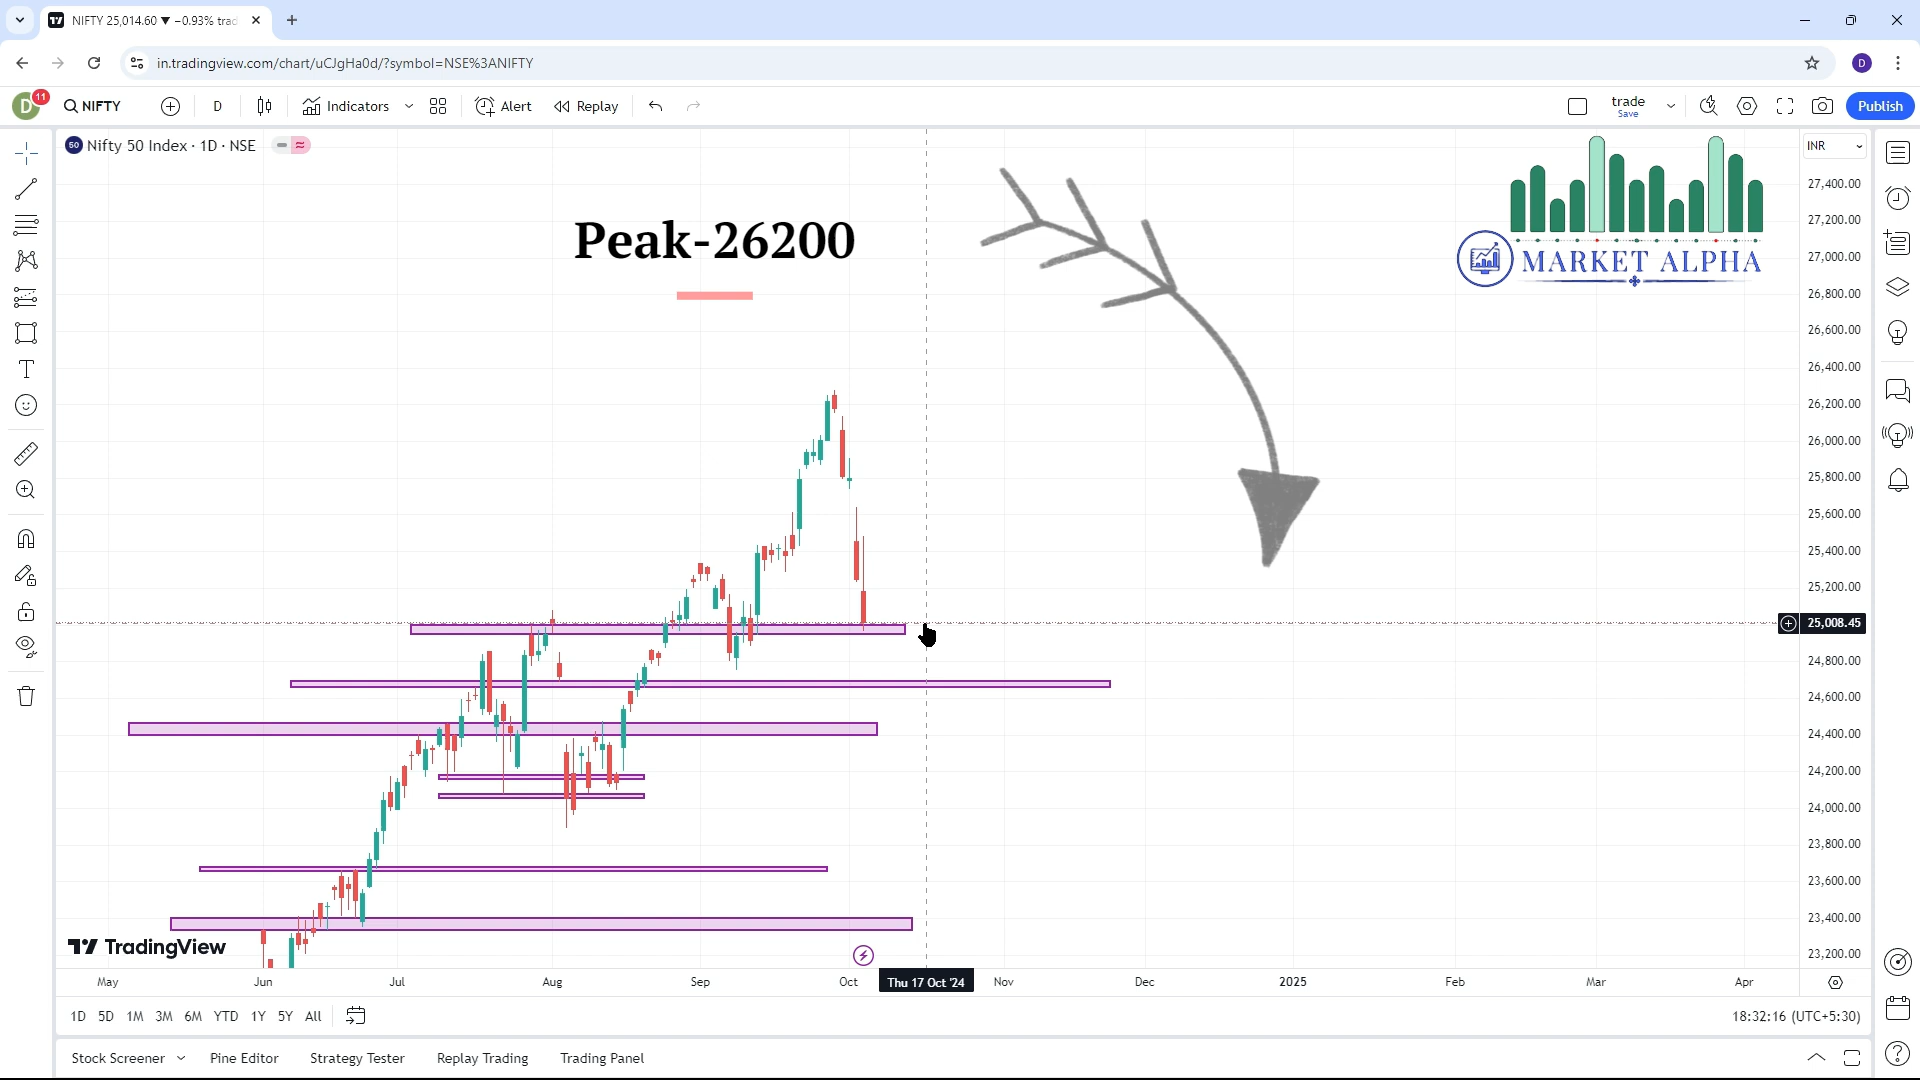 NIFTY 25,014.60 ▼ −0.93% trad
in.tradingview.com/chart/uCJgHa0d/?symbol=NSE%3ANIFTY
D
D
11
NIFTY
D
Indicators
Alert
Replay
trade
Save
Publish
50 Nifty 50 Index · 1D · NSE
INR
Peak-26200
MARKET ALPHA
27,400.00
27,200.00
27,000.00
26,800.00
26,600.00
26,400.00
26,200.00
26,000.00
25,800.00
25,600.00
25,400.00
25,200.00
25,008.45
24,800.00
24,600.00
24,400.00
24,200.00
24,000.00
23,800.00
23,600.00
23,400.00
23,200.00
TradingView
May Jun Jul Aug Sep Oct Thu 17 Oct '24 Nov Dec 2025 Feb Mar Apr
1D 5D 1M 3M 6M YTD 1Y 5Y All
18:32:16 (UTC+5:30)
Stock Screener Pine Editor Strategy Tester Replay Trading Trading Panel